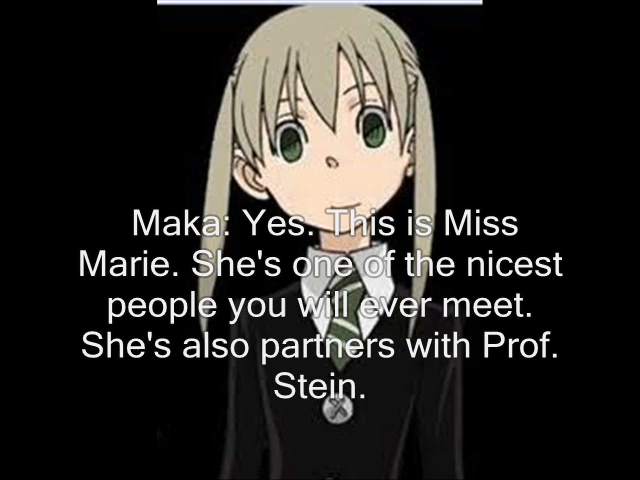 Maka: Yes. This is Miss
Marie. She's one of the nicest
people you will ever meet.
She's also partners with Prof.
Stein.